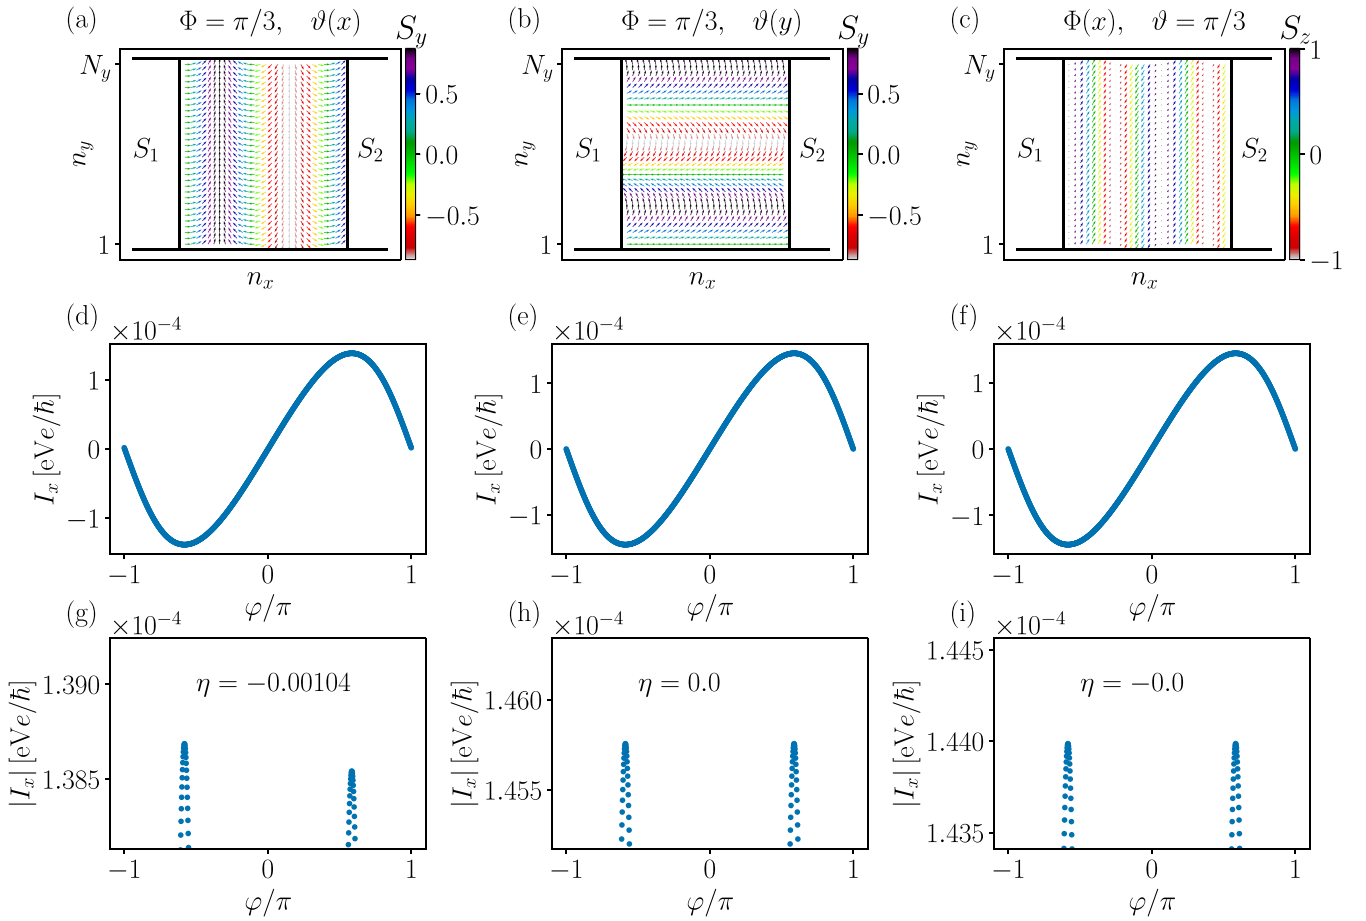 (a) Φ = π/3, ϑ(x) S_y
N_y
n_y
1
S_1
S_2
n_x
0.5
0.0
−0.5
(b) Φ = π/3, ϑ(y) S_y
N_y
n_y
1
S_1
S_2
n_x
0.5
0.0
−0.5
(c) Φ(x), ϑ = π/3 S_z
N_y
n_y
1
S_1
S_2
n_x
1
0
−1
(d) ×10⁻⁴
I_x [eVe/ħ]
1
0
−1
−1 0 1
φ/π
(e) ×10⁻⁴
I_x [eVe/ħ]
1
0
−1
−1 0 1
φ/π
(f) ×10⁻⁴
I_x [eVe/ħ]
1
0
−1
−1 0 1
φ/π
(g) ×10⁻⁴
|I_x| [eVe/ħ]
1.390
1.385
η = −0.00104
−1 0 1
φ/π
(h) ×10⁻⁴
|I_x| [eVe/ħ]
1.460
1.455
η = 0.0
−1 0 1
φ/π
(i) ×10⁻⁴
|I_x| [eVe/ħ]
1.445
1.440
1.435
η = −0.0
−1 0 1
φ/π